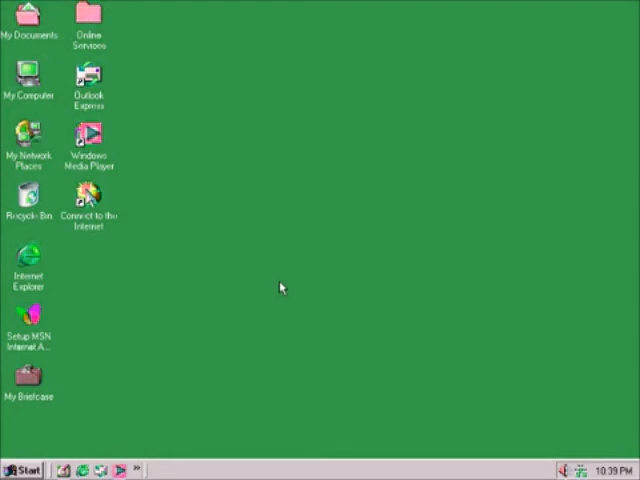 My Documents
Online
Services
My Computer
Outlook
Express
My Network
Places
Windows
Media Player
Recycle Bin
Connect to the
Internet
Internet
Explorer
Setup MSN
Internet A...
My Briefcase
Start
10:39 PM